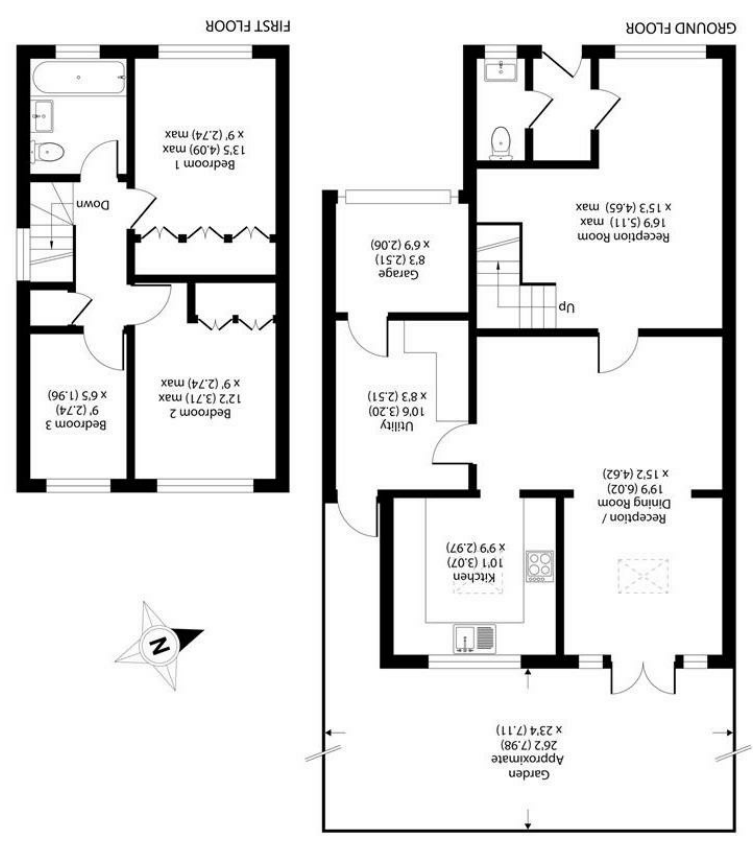 Garden
Approximate
26'2 (7.98)
x 23'4 (7.11)
N
Kitchen
10'1 (3.07)
x 9'9 (2.97)
Reception /
Dining Room
19'9 (6.02)
x 15'2 (4.62)
Utility
10'6 (3.20)
x 8'3 (2.51)
Up
Garage
8'3 (2.51)
x 6'9 (2.06)
Reception Room
16'9 (5.11) max
x 15'3 (4.65) max
GROUND FLOOR
Bedroom 2
12'2 (3.71) max
x 9' (2.74) max
Bedroom 3
9' (2.74)
x 6'5 (1.96)
Down
Bedroom 1
13'5 (4.09) max
x 9' (2.74) max
FIRST FLOOR